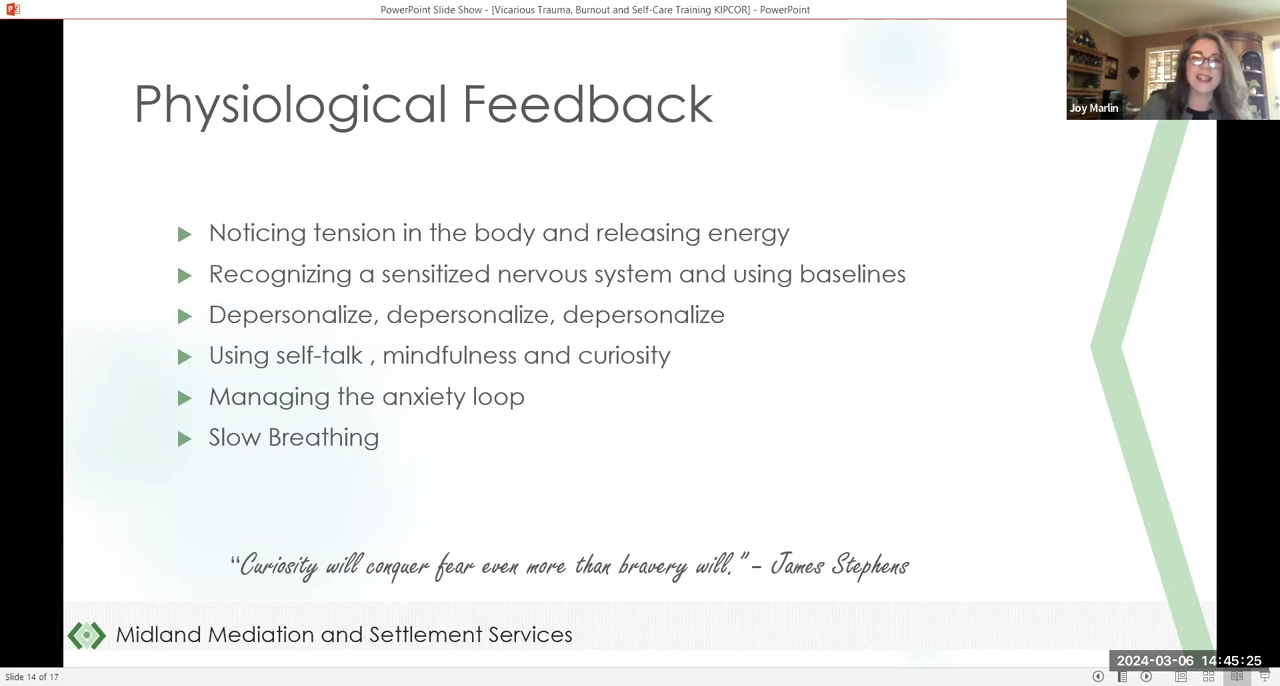 PowerPoint Slide Show - [Vicarious Trauma, Burnout and Self-Care Training KIPCOR] - PowerPoint
Joy Marlin
Physiological Feedback
Noticing tension in the body and releasing energy
Recognizing a sensitized nervous system and using baselines
Depersonalize, depersonalize, depersonalize
Using self-talk , mindfulness and curiosity
Managing the anxiety loop
Slow Breathing
“Curiosity will conquer fear even more than bravery will.” – James Stephens
Midland Mediation and Settlement Services
2024-03-06 14:45:25
Slide 14 of 17